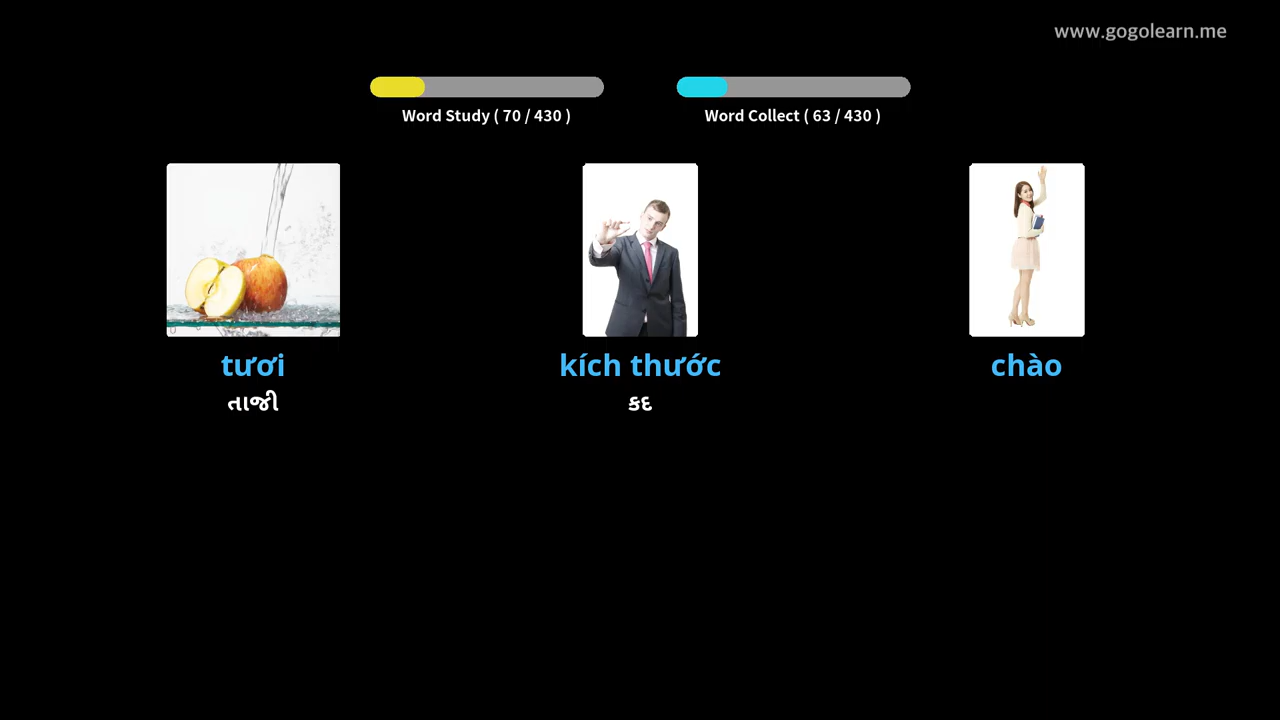 www.gogolearn.me
Word Study ( 70 / 430 )
Word Collect ( 63 / 430 )
tươi
kích thước
chào
તાજી
કદ